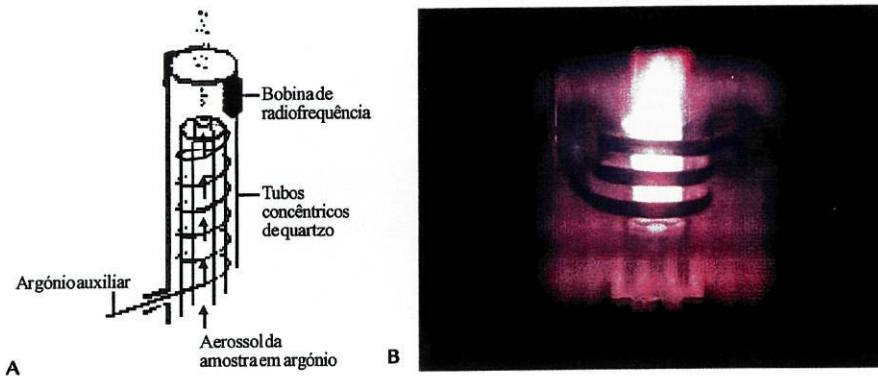 Bobina de
radiofrequência
Tubos
concêntricos
de quartzo
Argónio auxiliar
Aerossol da
amostra em argónio
A
B